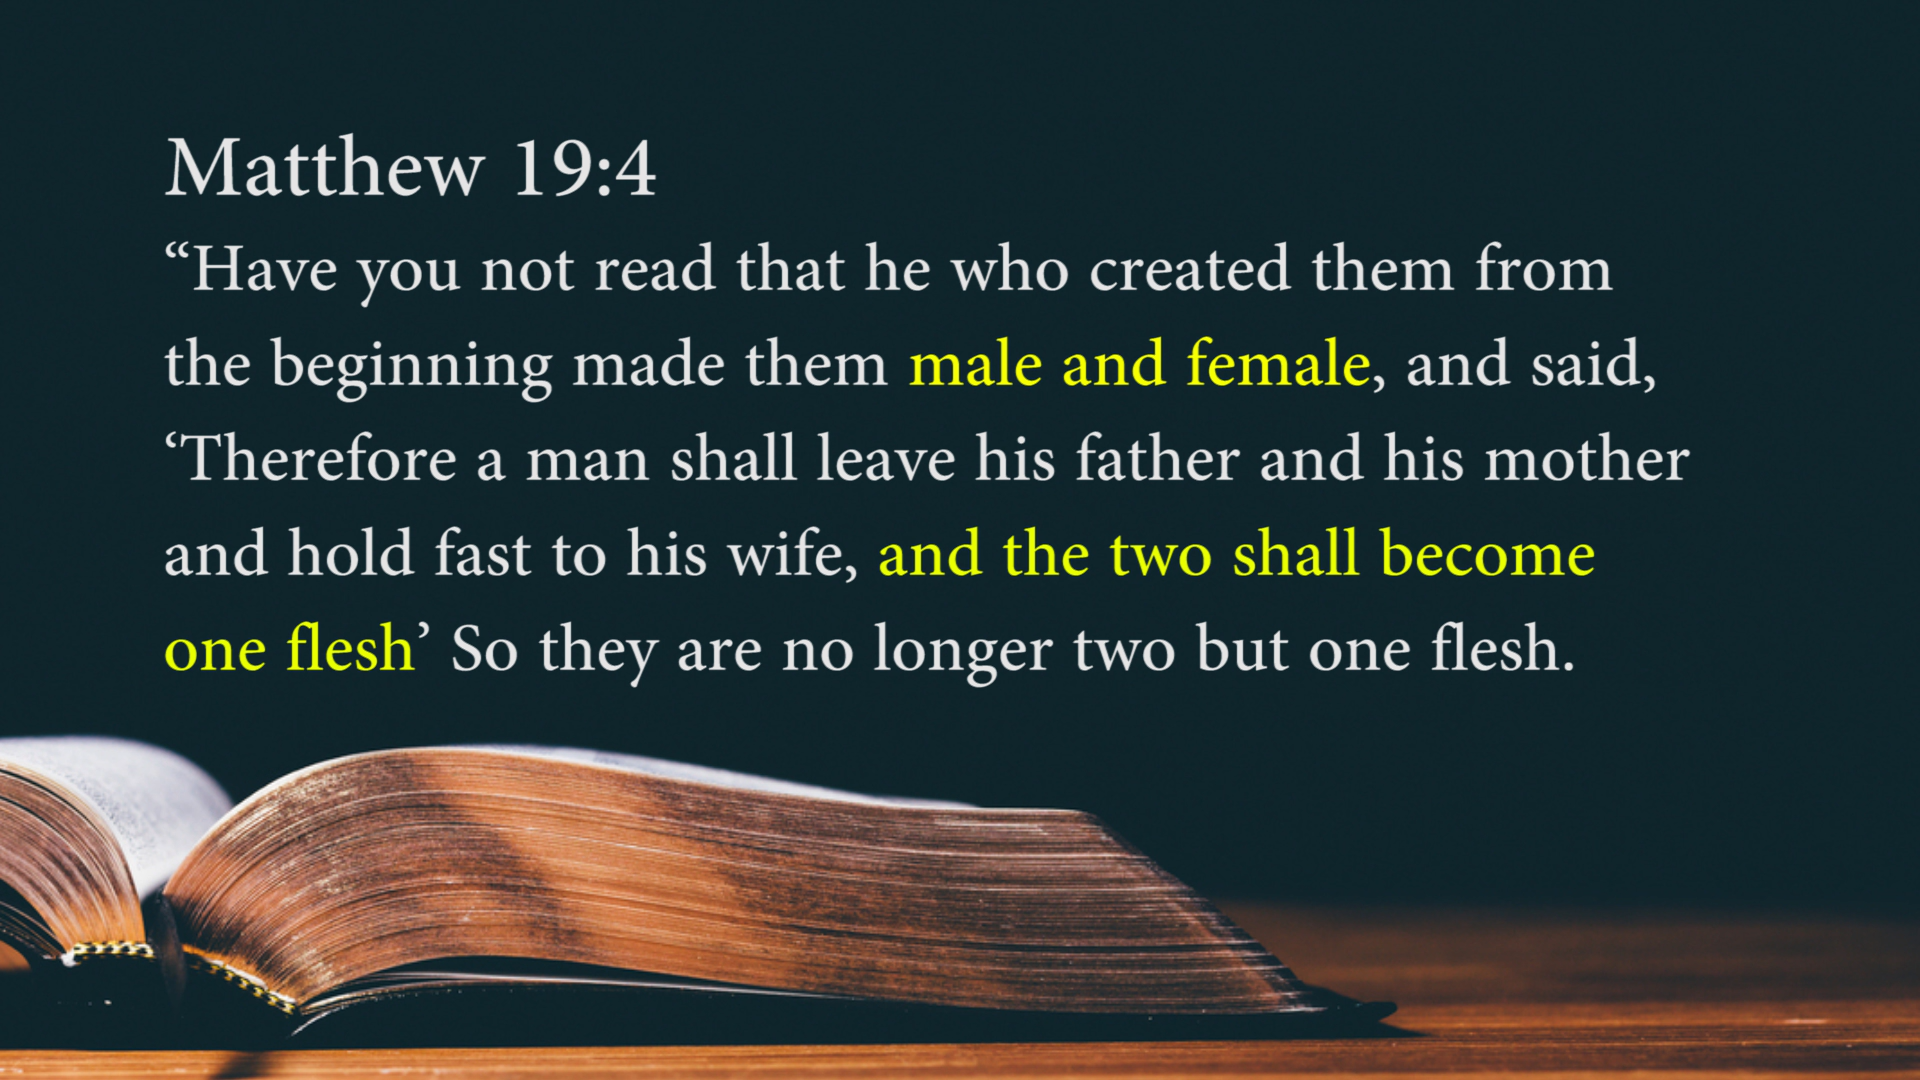 Matthew 19:4
“Have you not read that he who created them from
the beginning made them male and female, and said,
‘Therefore a man shall leave his father and his mother
and hold fast to his wife, and the two shall become
one flesh’ So they are no longer two but one flesh.